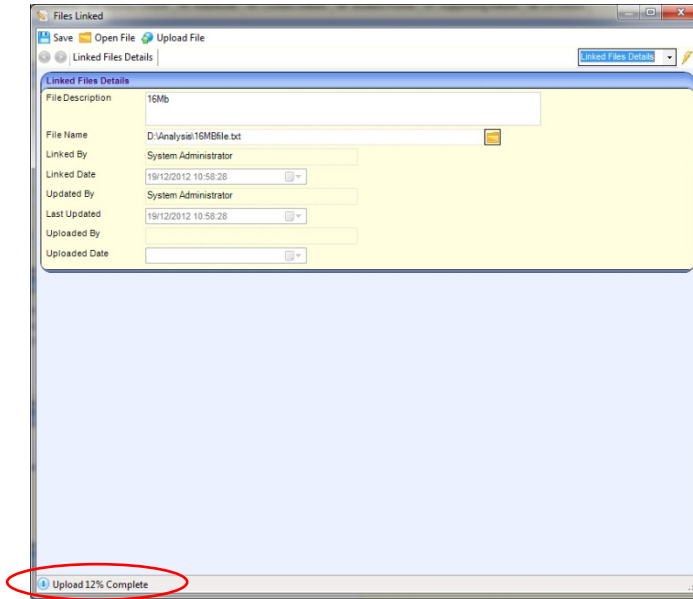 Files Linked
Save Open File Upload File
Linked Files Details Linked Files Details
Linked Files Details
File Description 16Mb
File Name D:\Analysis\16MBfile.txt
Linked By System Administrator
Linked Date 19/12/2012 10:58:28
Updated By System Administrator
Last Updated 19/12/2012 10:58:28
Uploaded By
Uploaded Date
Upload 12% Complete